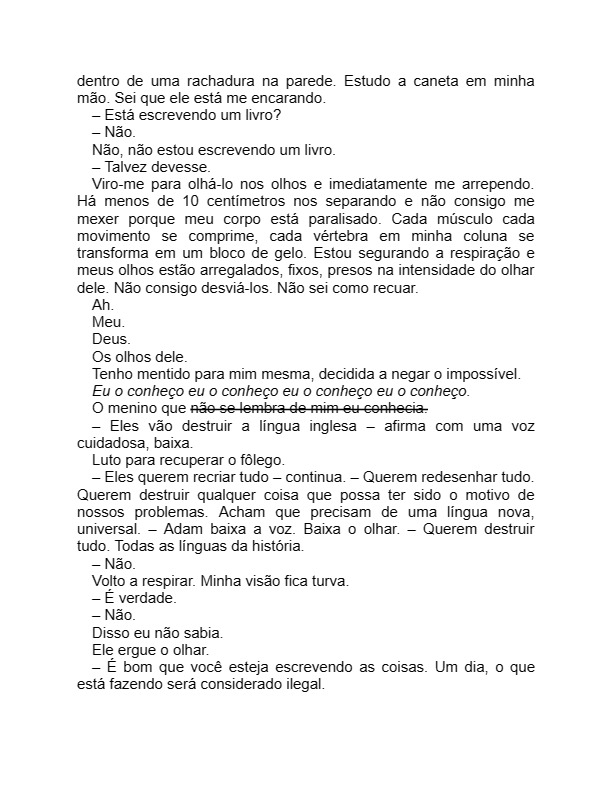 dentro de uma rachadura na parede. Estudo a caneta em minha
mão. Sei que ele está me encarando.
– Está escrevendo um livro?
– Não.
Não, não estou escrevendo um livro.
– Talvez devesse.
Viro-me para olhá-lo nos olhos e imediatamente me arrependo.
Há menos de 10 centímetros nos separando e não consigo me
mexer porque meu corpo está paralisado. Cada músculo cada
movimento se comprime, cada vértebra em minha coluna se
transforma em um bloco de gelo. Estou segurando a respiração e
meus olhos estão arregalados, fixos, presos na intensidade do olhar
dele. Não consigo desviá-los. Não sei como recuar.
Ah.
Meu.
Deus.
Os olhos dele.
Tenho mentido para mim mesma, decidida a negar o impossível.
Eu o conheço eu o conheço eu o conheço eu o conheço.
O menino que não se lembra de mim eu conhecia.
– Eles vão destruir a língua inglesa – afirma com uma voz
cuidadosa, baixa.
Luto para recuperar o fôlego.
– Eles querem recriar tudo – continua. – Querem redesenhar tudo.
Querem destruir qualquer coisa que possa ter sido o motivo de
nossos problemas. Acham que precisam de uma língua nova,
universal. – Adam baixa a voz. Baixa o olhar. – Querem destruir
tudo. Todas as línguas da história.
– Não.
Volto a respirar. Minha visão fica turva.
– É verdade.
– Não.
Disso eu não sabia.
Ele ergue o olhar.
– É bom que você esteja escrevendo as coisas. Um dia, o que
está fazendo será considerado ilegal.